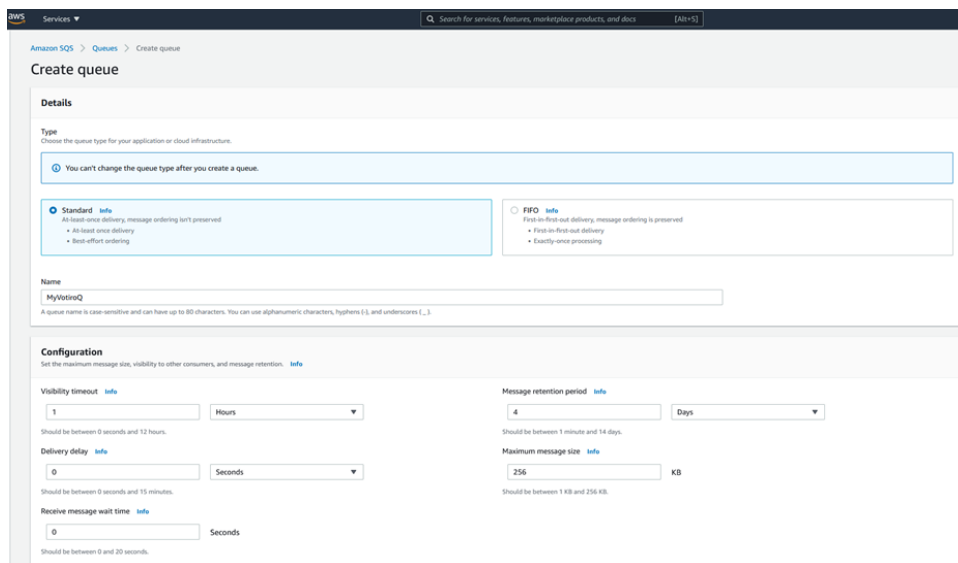 aws
Services ▼
Search for services, features, marketplace products, and docs [Alt+S]
Amazon SQS > Queues > Create queue
Create queue
Details
Type
Choose the queue type for your application or cloud infrastructure.
You can't change the queue type after you create a queue.
Standard Info
At-least-once delivery, message ordering isn't preserved
• At-least once delivery
• Best-effort ordering
FIFO Info
First-in-first-out delivery, message ordering is preserved
• First-in-first-out delivery
• Exactly-once processing
Name
MyVotiroQ
A queue name is case-sensitive and can have up to 80 characters. You can use alphanumeric characters, hyphens (-), and underscores ( _ ).
Configuration
Set the maximum message size, visibility to other consumers, and message retention. Info
Visibility timeout Info
1 Hours ▼
Should be between 0 seconds and 12 hours.
Message retention period Info
4 Days ▼
Should be between 1 minute and 14 days.
Delivery delay Info
0 Seconds ▼
Should be between 0 seconds and 15 minutes.
Maximum message size Info
256 KB
Should be between 1 KB and 256 KB.
Receive message wait time Info
0 Seconds
Should be between 0 and 20 seconds.